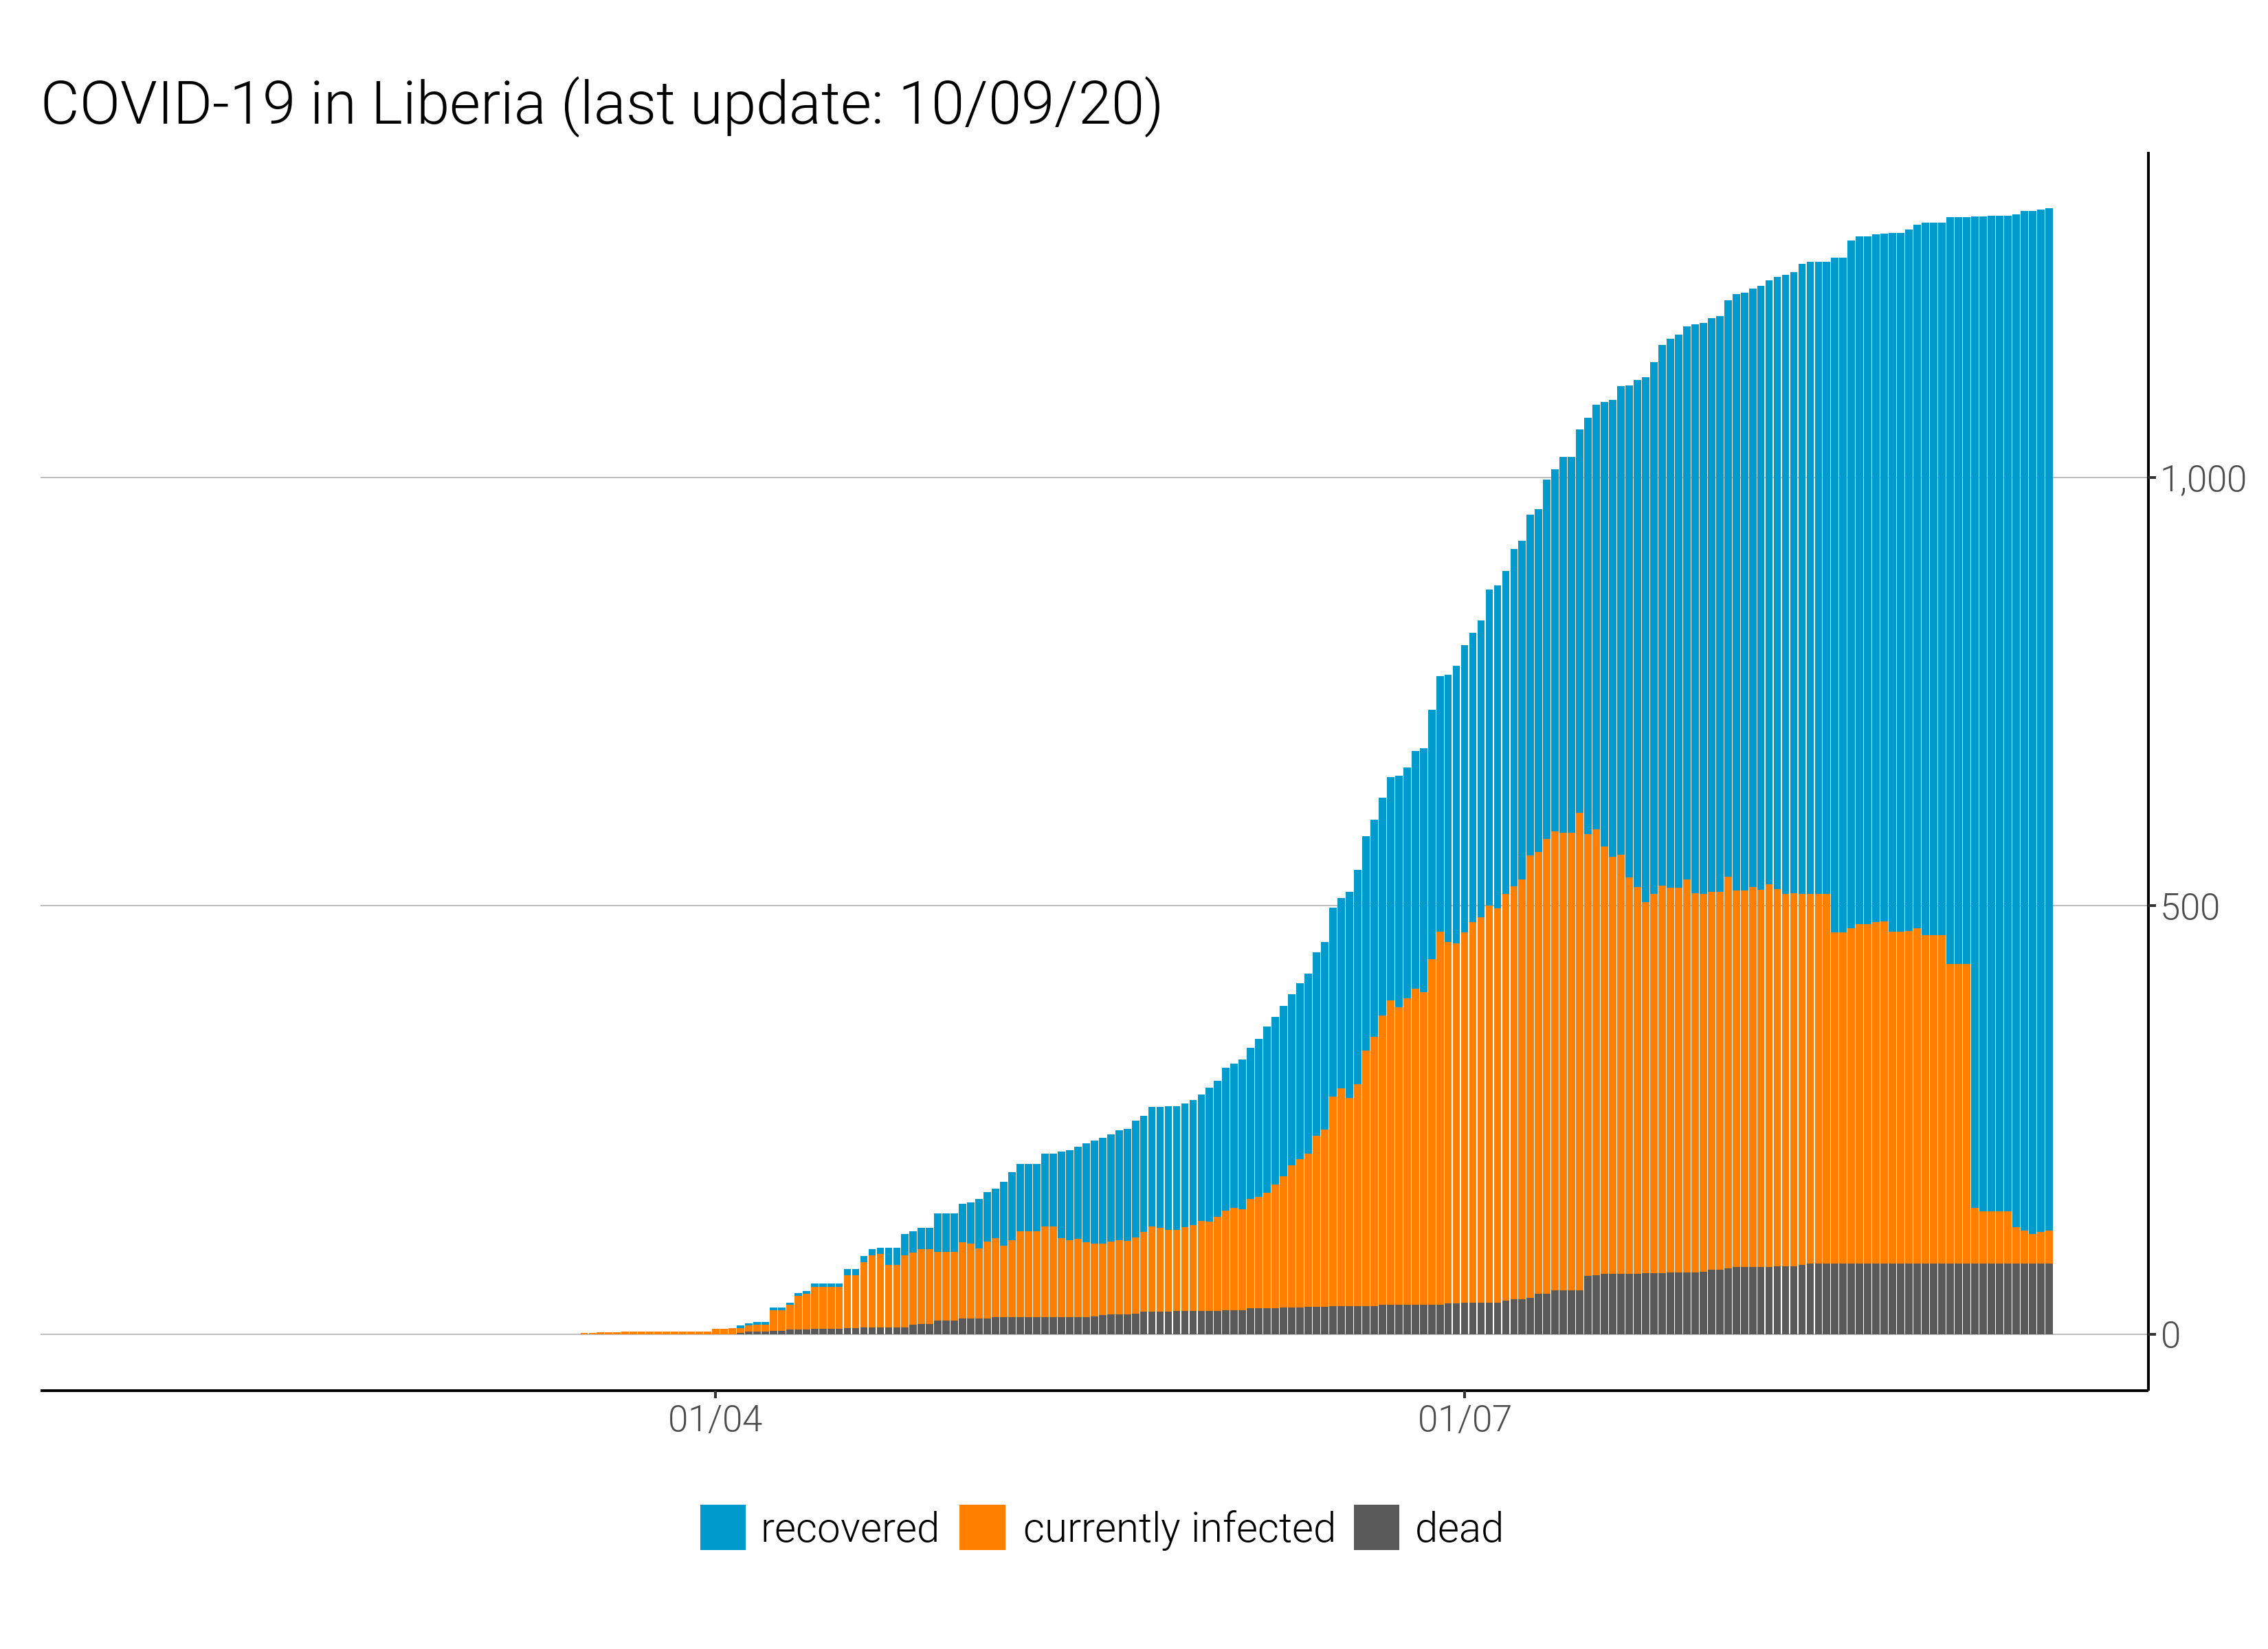 COVID-19 in Liberia (last update: 10/09/20)
1,000
500
0
01/04 01/07
recovered currently infected dead